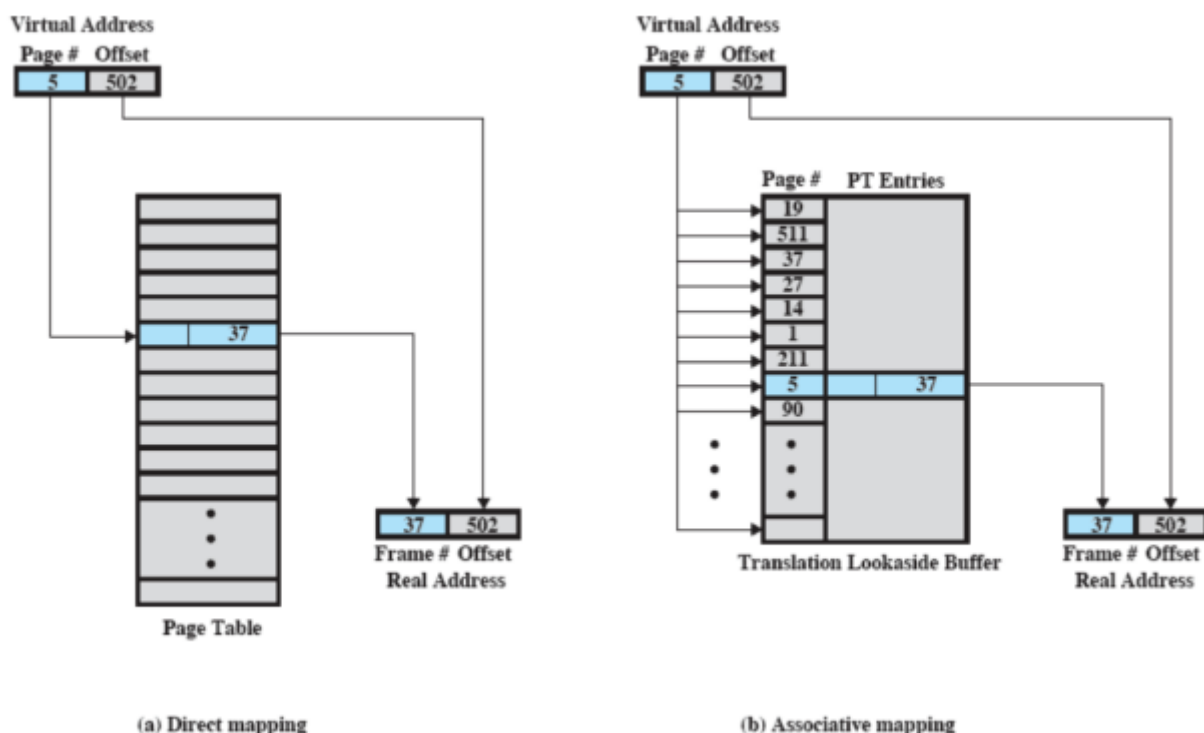 Virtual Address
Page # Offset
5 502
37
37 502
Frame # Offset
Real Address
Page Table
(a) Direct mapping
Virtual Address
Page # Offset
5 502
Page # PT Entries
19
511
37
27
14
1
211
5 37
90
37 502
Frame # Offset
Real Address
Translation Lookaside Buffer
(b) Associative mapping